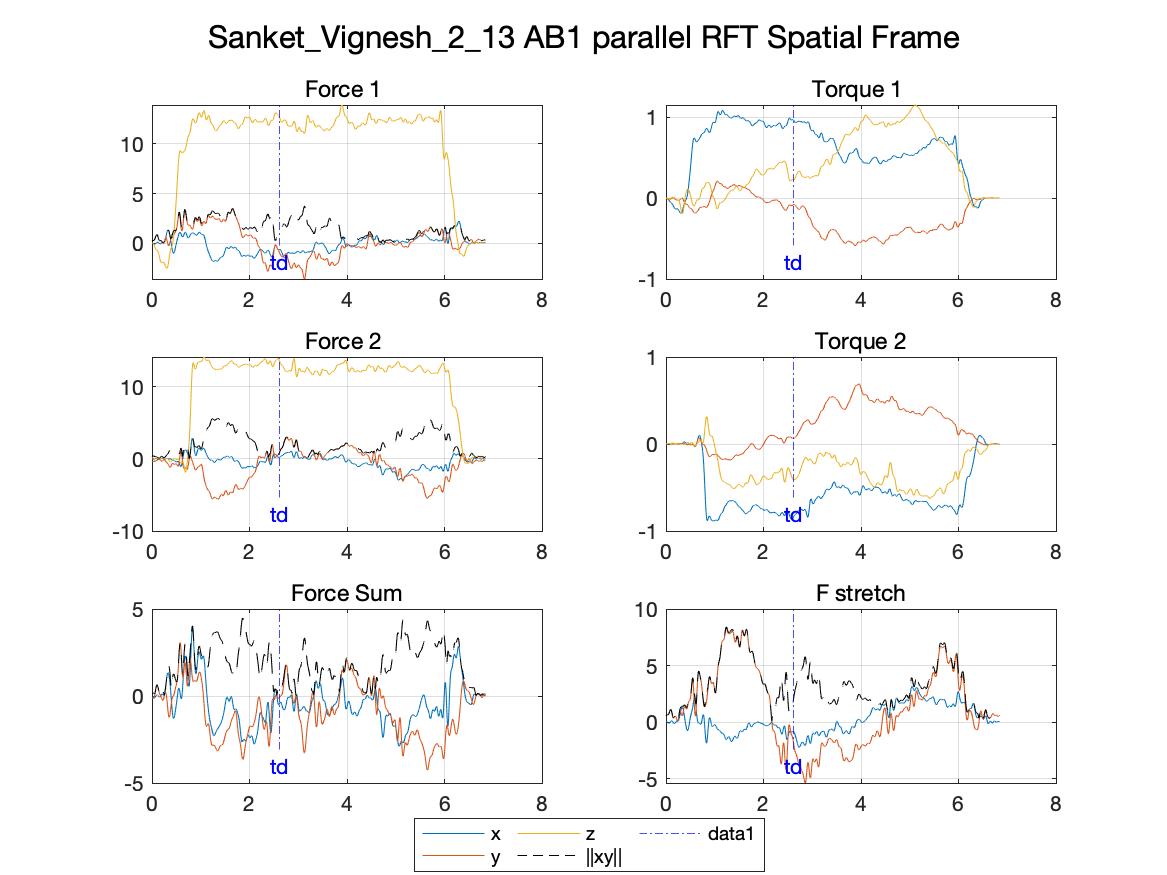 Sanket_Vignesh_2_13 AB1 parallel RFT Spatial Frame
Force 1
10
5
0
td
0 2 4 6 8
Torque 1
1
0
-1
td
0 2 4 6 8
Force 2
10
0
-10
td
0 2 4 6 8
Torque 2
1
0
-1
td
0 2 4 6 8
Force Sum
5
0
-5
td
0 2 4 6 8
F stretch
10
5
0
-5
td
0 2 4 6 8
x z data1
y ||xy||